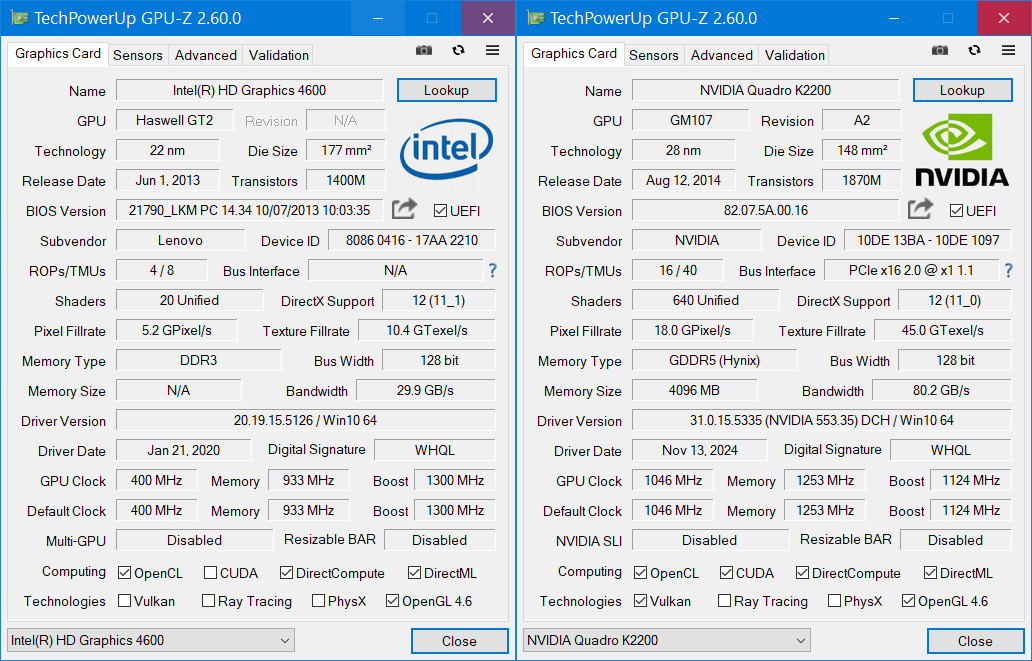 TechPowerUp GPU-Z 2.60.0
Graphics Card Sensors Advanced Validation
Name Intel(R) HD Graphics 4600 Lookup
GPU Haswell GT2 Revision N/A
intel
Technology 22 nm Die Size 177 mm²
Release Date Jun 1, 2013 Transistors 1400M
BIOS Version 21790_LKM PC 14.34 10/07/2013 10:03:35 UEFI
Subvendor Lenovo Device ID 8086 0416 - 17AA 2210
ROPs/TMUs 4 / 8 Bus Interface N/A ?
Shaders 20 Unified DirectX Support 12 (11_1)
Pixel Fillrate 5.2 GPixel/s Texture Fillrate 10.4 GTexel/s
Memory Type DDR3 Bus Width 128 bit
Memory Size N/A Bandwidth 29.9 GB/s
Driver Version 20.19.15.5126 / Win10 64
Driver Date Jan 21, 2020 Digital Signature WHQL
GPU Clock 400 MHz Memory 933 MHz Boost 1300 MHz
Default Clock 400 MHz Memory 933 MHz Boost 1300 MHz
Multi-GPU Disabled Resizable BAR Disabled
Computing OpenCL CUDA DirectCompute DirectML
Technologies Vulkan Ray Tracing PhysX OpenGL 4.6
Intel(R) HD Graphics 4600 Close
TechPowerUp GPU-Z 2.60.0
Graphics Card Sensors Advanced Validation
Name NVIDIA Quadro K2200 Lookup
GPU GM107 Revision A2
Technology 28 nm Die Size 148 mm²
NVIDIA
Release Date Aug 12, 2014 Transistors 1870M
BIOS Version 82.07.5A.00.16 UEFI
Subvendor NVIDIA Device ID 10DE 13BA - 10DE 1097
ROPs/TMUs 16 / 40 Bus Interface PCIe x16 2.0 @ x1 1.1 ?
Shaders 640 Unified DirectX Support 12 (11_0)
Pixel Fillrate 18.0 GPixel/s Texture Fillrate 45.0 GTexel/s
Memory Type GDDR5 (Hynix) Bus Width 128 bit
Memory Size 4096 MB Bandwidth 80.2 GB/s
Driver Version 31.0.15.5335 (NVIDIA 553.35) DCH / Win10 64
Driver Date Nov 13, 2024 Digital Signature WHQL
GPU Clock 1046 MHz Memory 1253 MHz Boost 1124 MHz
Default Clock 1046 MHz Memory 1253 MHz Boost 1124 MHz
NVIDIA SLI Disabled Resizable BAR Disabled
Computing OpenCL CUDA DirectCompute DirectML
Technologies Vulkan Ray Tracing PhysX OpenGL 4.6
NVIDIA Quadro K2200 Close